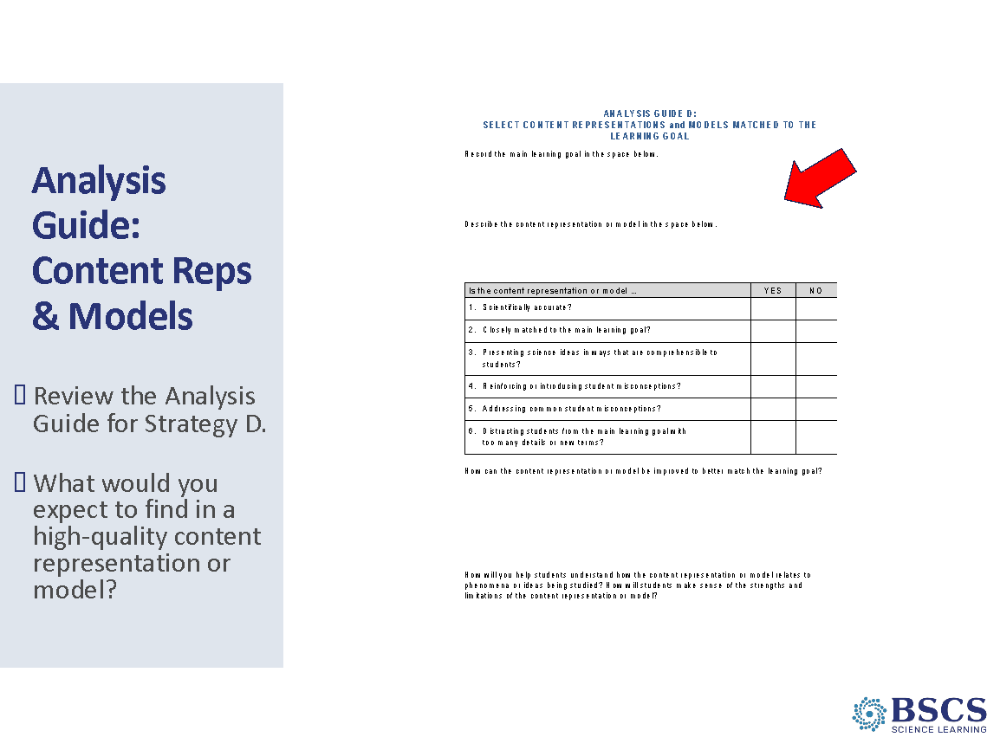 Analysis
Guide:
Content Reps
& Models
Review the Analysis
Guide for Strategy D.
What would you
expect to find in a
high-quality content
representation or
model?
ANALYSIS GUIDE D:
SELECT CONTENT REPRESENTATIONS and MODELS MATCHED TO THE
LEARNING GOAL
Record the main learning goal in the space below.
Describe the content representation or model in the space below.
Is the content representation or model … YES NO
1. Scientifically accurate?
2. Closely matched to the main learning goal?
3. Presenting science ideas in ways that are comprehensible to
students?
4. Reinforcing or introducing student misconceptions?
5. Addressing common student misconceptions?
6. Distracting students from the main learning goal with
too many details or new terms?
How can the content representation or model be improved to better match the learning goal?
How will you help students understand how the content representation or model relates to
phenomena or ideas being studied? How will students make sense of the strengths and
limitations of the content representation or model?
BSCS
SCIENCE LEARNING